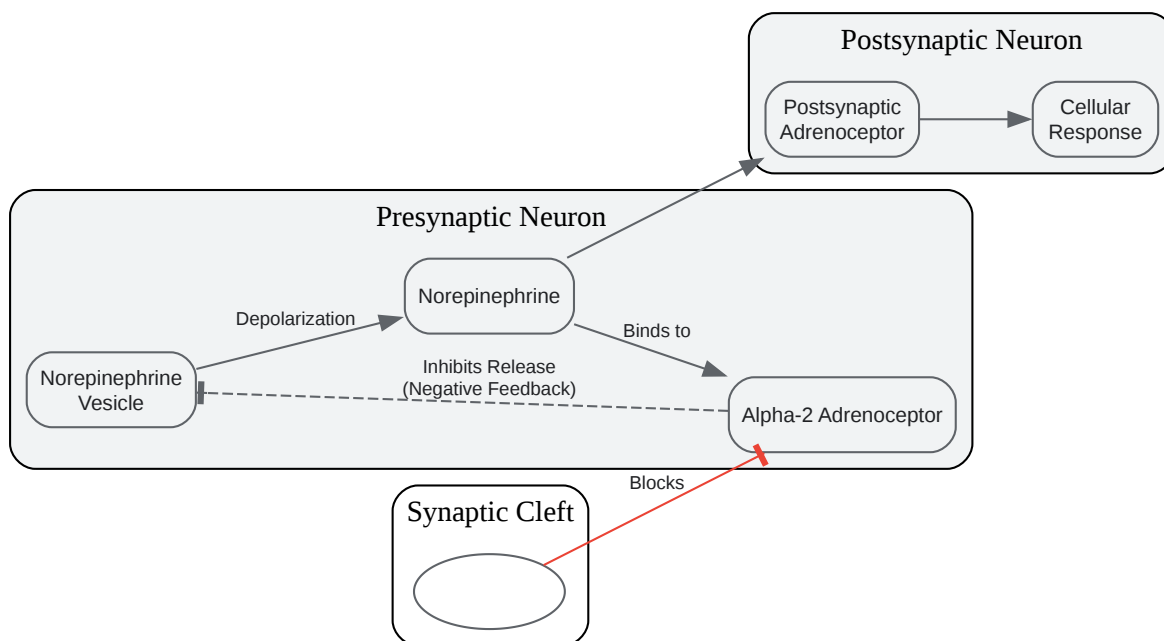 Postsynaptic Neuron
Postsynaptic
Adrenoceptor
Cellular
Response
Presynaptic Neuron
Norepinephrine
Depolarization
Binds to
Inhibits Release
(Negative Feedback)
Norepinephrine
Vesicle
Alpha-2 Adrenoceptor
Blocks
Synaptic Cleft